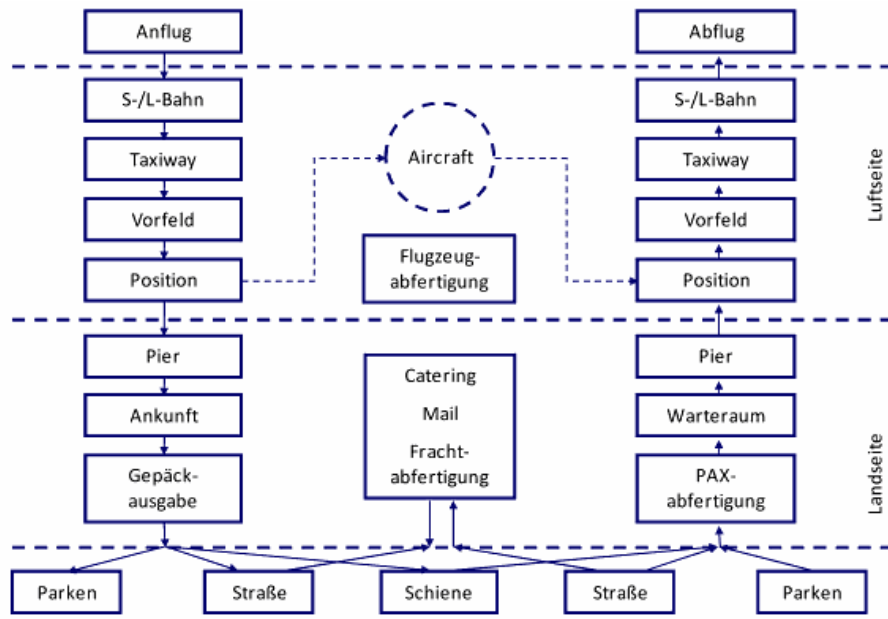 Anflug
Abflug
S-/L-Bahn
S-/L-Bahn
Taxiway
Aircraft
Taxiway
Vorfeld
Vorfeld
Flugzeug-
abfertigung
Position
Position
Luftseite
Pier
Pier
Catering
Mail
Fracht-
abfertigung
Ankunft
Warteraum
Gepäck-
ausgabe
PAX-
abfertigung
Landseite
Parken
Straße
Schiene
Straße
Parken